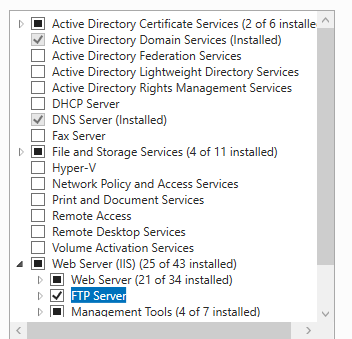 Active Directory Certificate Services (2 of 6 installed
Active Directory Domain Services (Installed)
Active Directory Federation Services
Active Directory Lightweight Directory Services
Active Directory Rights Management Services
DHCP Server
DNS Server (Installed)
Fax Server
File and Storage Services (4 of 11 installed)
Hyper-V
Network Policy and Access Services
Print and Document Services
Remote Access
Remote Desktop Services
Volume Activation Services
Web Server (IIS) (25 of 43 installed)
Web Server (21 of 34 installed)
FTP Server
Management Tools (4 of 7 installed)